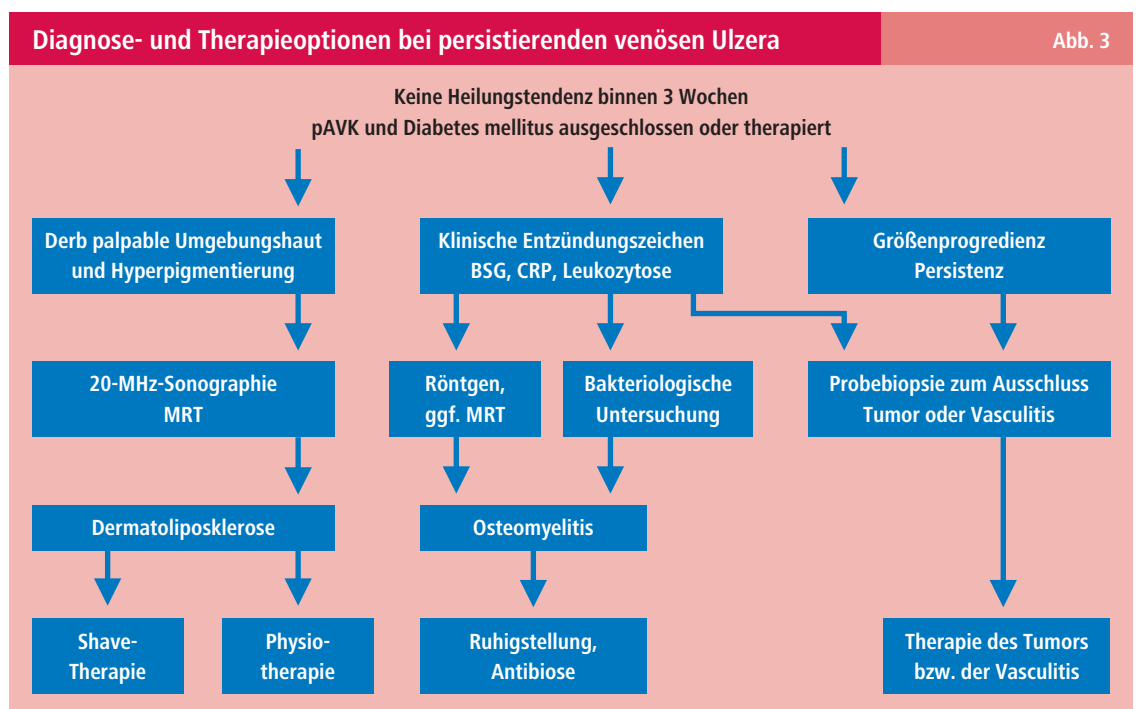 Diagnose- und Therapieoptionen bei persistierenden venösen Ulzera
Abb. 3
Keine Heilungstendenz binnen 3 Wochen
pAVK und Diabetes mellitus ausgeschlossen oder therapiert
Derb palpable Umgebungshaut
und Hyperpigmentierung
Klinische Entzündungszeichen
BSG, CRP, Leukozytose
Größenprogredienz
Persistenz
20-MHz-Sonographie
MRT
Röntgen,
ggf. MRT
Bakteriologische
Untersuchung
Probebiopsie zum Ausschluss
Tumor oder Vasculitis
Dermatoliposklerose
Osteomyelitis
Shave-
Therapie
Physio-
therapie
Ruhigstellung,
Antibiose
Therapie des Tumors
bzw. der Vasculitis